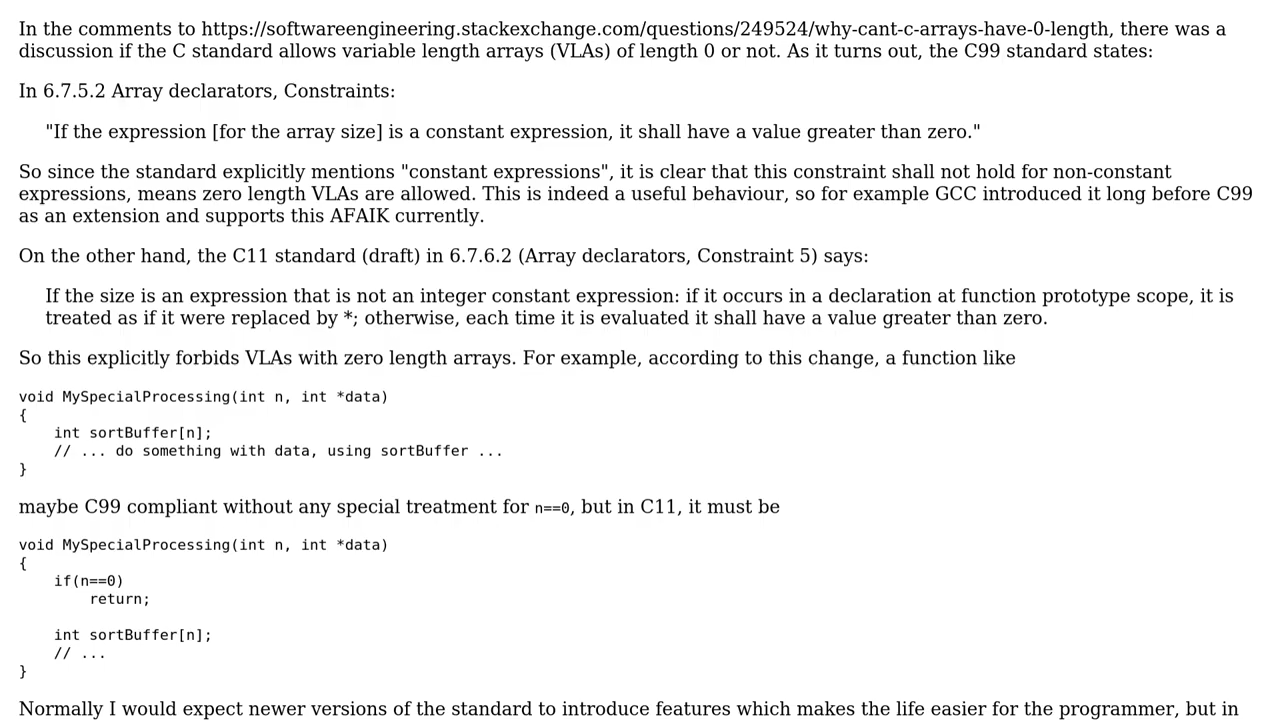 In the comments to https://softwareengineering.stackexchange.com/questions/249524/why-cant-c-arrays-have-0-length, there was a
discussion if the C standard allows variable length arrays (VLAs) of length 0 or not. As it turns out, the C99 standard states:
In 6.7.5.2 Array declarators, Constraints:
"If the expression [for the array size] is a constant expression, it shall have a value greater than zero."
So since the standard explicitly mentions "constant expressions", it is clear that this constraint shall not hold for non-constant
expressions, means zero length VLAs are allowed. This is indeed a useful behaviour, so for example GCC introduced it long before C99
as an extension and supports this AFAIK currently.
On the other hand, the C11 standard (draft) in 6.7.6.2 (Array declarators, Constraint 5) says:
If the size is an expression that is not an integer constant expression: if it occurs in a declaration at function prototype scope, it is
treated as if it were replaced by *; otherwise, each time it is evaluated it shall have a value greater than zero.
So this explicitly forbids VLAs with zero length arrays. For example, according to this change, a function like
void MySpecialProcessing(int n, int *data)
{
    int sortBuffer[n];
    // ... do something with data, using sortBuffer ...
}
maybe C99 compliant without any special treatment for n==0, but in C11, it must be
void MySpecialProcessing(int n, int *data)
{
    if(n==0)
        return;
    int sortBuffer[n];
    // ...
}
Normally I would expect newer versions of the standard to introduce features which makes the life easier for the programmer, but in